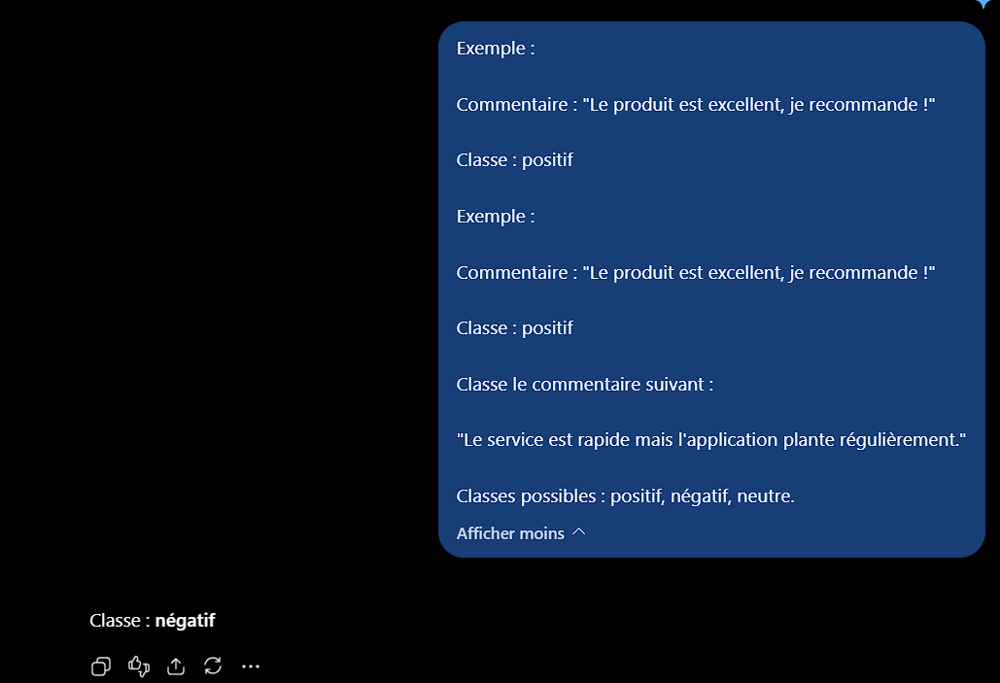 Exemple :
Commentaire : "Le produit est excellent, je recommande !"
Classe : positif
Exemple :
Commentaire : "Le produit est excellent, je recommande !"
Classe : positif
Classe le commentaire suivant :
"Le service est rapide mais l'application plante régulièrement."
Classes possibles : positif, négatif, neutre.
Afficher moins
Classe : négatif